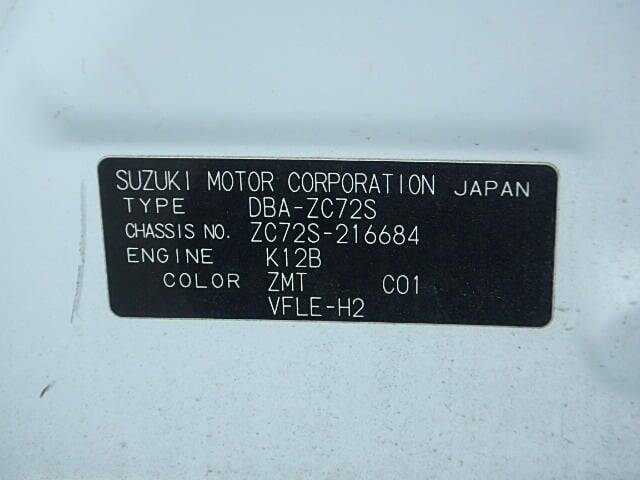 SUZUKI MOTOR CORPORATION JAPAN
TYPE DBA-ZC72S
CHASSIS NO. ZC72S-216684
ENGINE K12B
COLOR ZMT C01
VFLE-H2